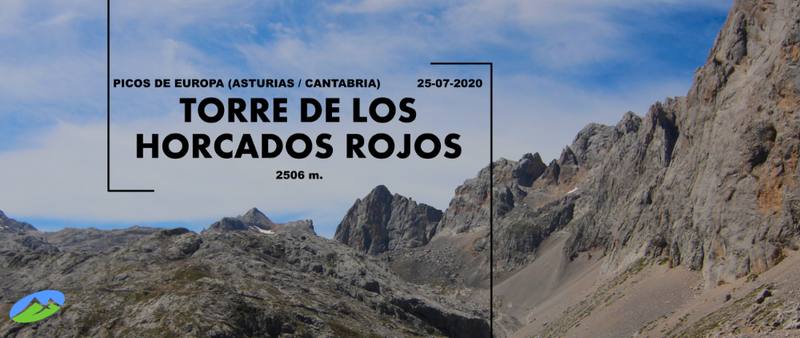 PICOS DE EUROPA (ASTURIAS / CANTABRIA) 25-07-2020
TORRE DE LOS
HORCADOS ROJOS
2506 m.